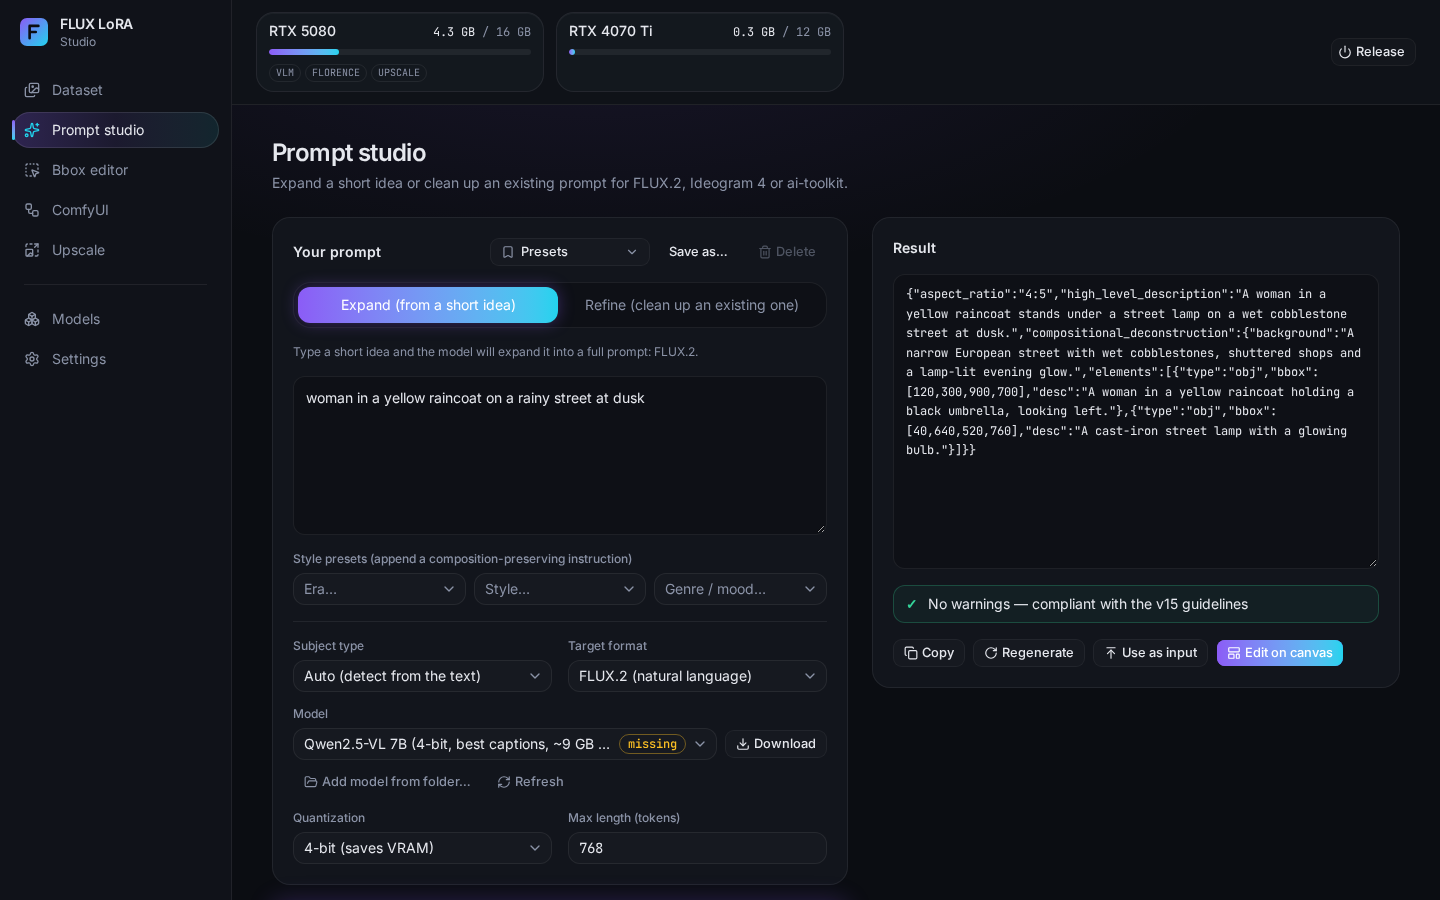 FLUX LoRA
Studio
Dataset
Prompt studio
Bbox editor
ComfyUI
Upscale
Models
Settings
RTX 5080 4.3 GB / 16 GB
VLM FLORENCE UPSCALE
RTX 4070 Ti 0.3 GB / 12 GB
Release
Prompt studio
Expand a short idea or clean up an existing prompt for FLUX.2, Ideogram 4 or ai-toolkit.
Your prompt Presets Save as... Delete
Expand (from a short idea) Refine (clean up an existing one)
Type a short idea and the model will expand it into a full prompt: FLUX.2.
woman in a yellow raincoat on a rainy street at dusk
Style presets (append a composition-preserving instruction)
Era... Style... Genre / mood...
Subject type Target format
Auto (detect from the text) FLUX.2 (natural language)
Model
Qwen2.5-VL 7B (4-bit, best captions, ~9 GB ... missing Download
Add model from folder... Refresh
Quantization Max length (tokens)
4-bit (saves VRAM) 768
Result
{"aspect_ratio":"4:5","high_level_description":"A woman in a
yellow raincoat stands under a street lamp on a wet cobblestone
street at dusk.","compositional_deconstruction":{"background":"A
narrow European street with wet cobblestones, shuttered shops and
a lamp-lit evening glow.","elements":[{"type":"obj","bbox":
[120,300,900,700],"desc":"A woman in a yellow raincoat holding a
black umbrella, looking left."},{"type":"obj","bbox":
[40,640,520,760],"desc":"A cast-iron street lamp with a glowing
bulb."}]}}
✓ No warnings — compliant with the v15 guidelines
Copy Regenerate Use as input Edit on canvas